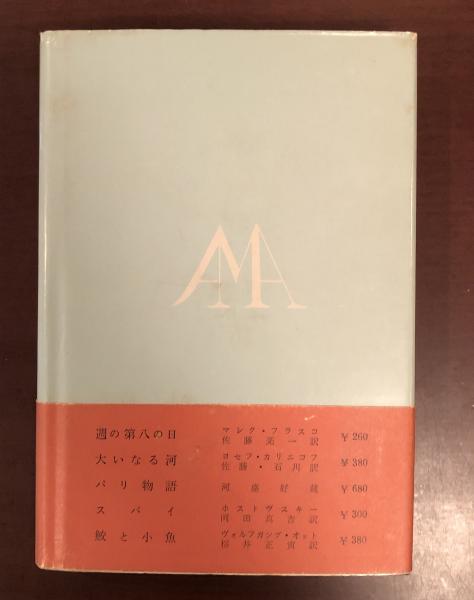 AMA
週の第八の日 マレク・フラスコ 佐藤亮一訳 ¥260
大いなる河 ヨセフ・カリニコフ 佐藤・石川訳 ¥380
パリ物語 河盛好蔵 ¥680
スパイ ホストヴスキー 岡田真吉訳 ¥300
鮫と小魚 ヴォルフガング・オット 桜井正寅訳 ¥380